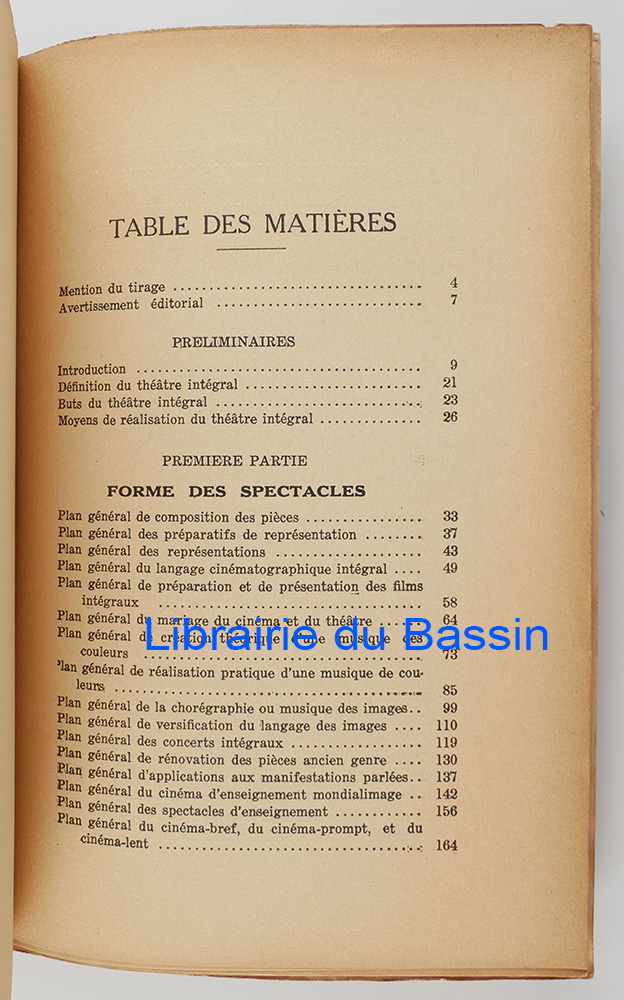 TABLE DES MATIÈRES
Mention du tirage .................................. 4
Avertissement éditorial ............................ 7
PRELIMINAIRES
Introduction ....................................... 9
Définition du théâtre intégral ........................ 21
Buts du théâtre intégral ............................ 23
Moyens de réalisation du théâtre intégral .............. 26
PREMIERE PARTIE
FORME DES SPECTACLES
Plan général de composition des pièces ................ 33
Plan général des préparatifs de représentation ........ 37
Plan général des représentations .................... 43
Plan général du langage cinématographique intégral .... 49
Plan général de préparation et de présentation des films
intégraux .................................... 58
Plan général du mariage du cinéma et du théâtre ...... 64
Librairie du Bassin
Plan général de création théorique d'une musique des
couleurs ...................................... 73
Plan général de réalisation pratique d'une musique de cou-
leurs .......................................... 85
Plan général de la chorégraphie ou musique des images.. 99
Plan général de versification du langage des images .... 110
Plan général des concerts intégraux .................. 119
Plan général de rénovation des pièces ancien genre .... 130
Plan général d'applications aux manifestations parlées.. 137
Plan général du cinéma d'enseignement mondialimage .. 142
Plan général des spectacles d'enseignement ............ 156
Plan général du cinéma-bref, du cinéma-prompt, et du
cinéma-lent .................................... 164